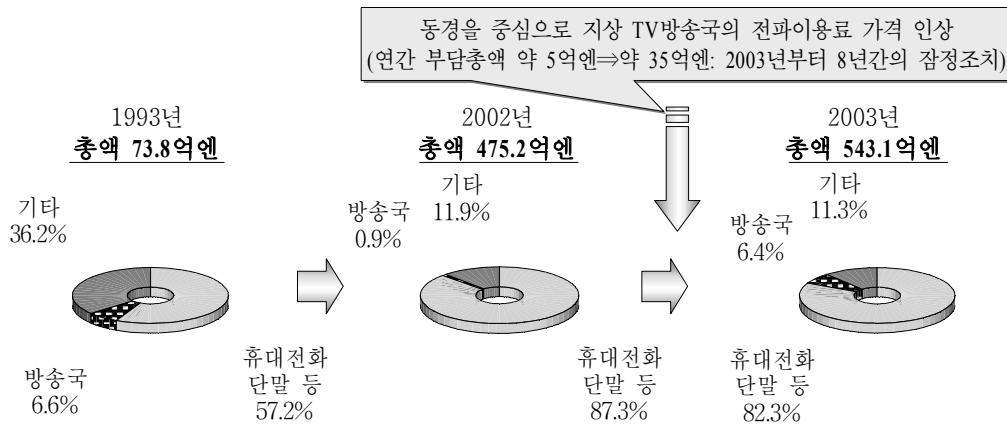 동경을 중심으로 지상 TV방송국의 전파이용료 가격 인상
(연간 부담총액 약 5억엔⇒약 35억엔: 2003년부터 8년간의 잠정조치)
1993년
총액 73.8억엔
기타
36.2%
방송국
6.6%
휴대전화
단말 등
57.2%
2002년
총액 475.2억엔
방송국
0.9%
기타
11.9%
휴대전화
단말 등
87.3%
2003년
총액 543.1억엔
방송국
6.4%
기타
11.3%
휴대전화
단말 등
82.3%